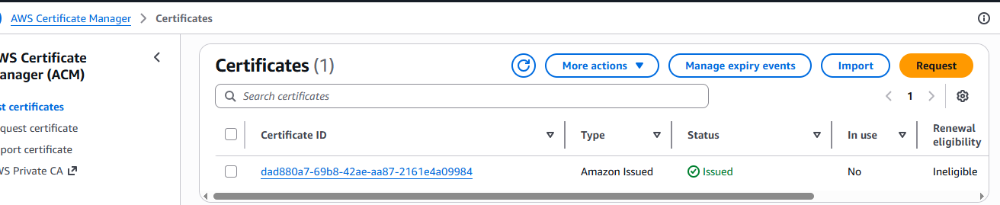 AWS Certificate Manager > Certificates
WS Certificate
anager (ACM)
st certificates
quest certificate
port certificate
WS Private CA
Certificates (1)
More actions
Manage expiry events
Import
Request
Search certificates
1
Certificate ID
Type
Status
In use
Renewal
eligibility
dad880a7-69b8-42ae-aa87-2161e4a09984
Amazon Issued
Issued
No
Ineligible